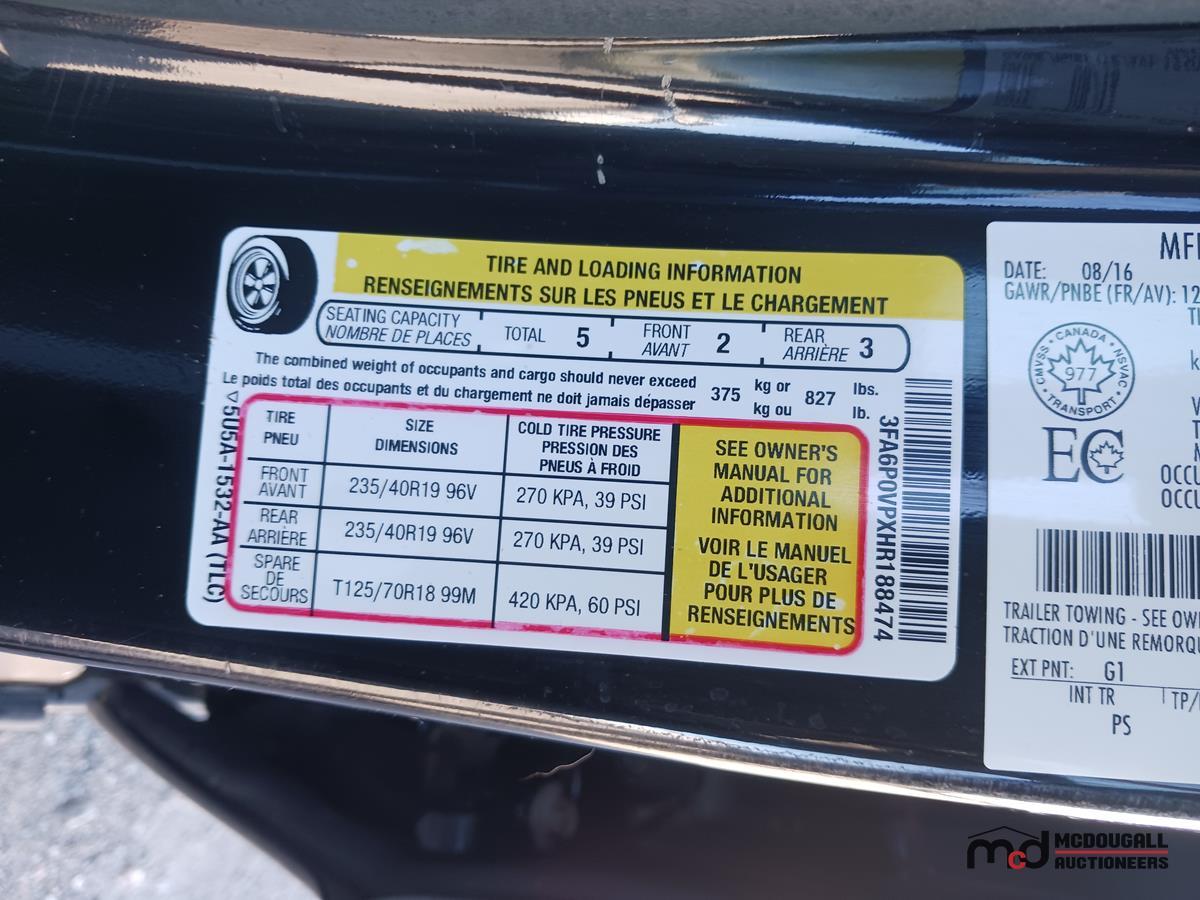 TIRE AND LOADING INFORMATION
RENSEIGNEMENTS SUR LES PNEUS ET LE CHARGEMENT
SEATING CAPACITY
NOMBRE DE PLACES
TOTAL 5
FRONT
AVANT 2
REAR
ARRIÈRE 3
The combined weight of occupants and cargo should never exceed
Le poids total des occupants et du chargement ne doit jamais dépasser
375 kg or
kg ou
827 lbs.
lb.
505A-1532-AA (TLC)
TIRE
PNEU
SIZE
DIMENSIONS
COLD TIRE PRESSURE
PRESSION DES
PNEUS À FROID
FRONT
AVANT
235/40R19 96V
270 KPA, 39 PSI
REAR
ARRIÈRE
235/40R19 96V
270 KPA, 39 PSI
SPARE
DE
SECOURS
T125/70R18 99M
420 KPA, 60 PSI
SEE OWNER'S
MANUAL FOR
ADDITIONAL
INFORMATION
VOIR LE MANUEL
DE L'USAGER
POUR PLUS DE
RENSEIGNEMENTS
3FA6P0VPXHR188474
DATE: 08/16
GAWR/PNBE (FR/AV): 12
CANADA
CMVSS NSVAC
977
TRANSPORT
EC
TRAILER TOWING - SEE OWN
TRACTION D'UNE REMORQU
EXT PNT: G1
INT TR TP/
PS
mcd MCDOUGALL
AUCTIONEERS